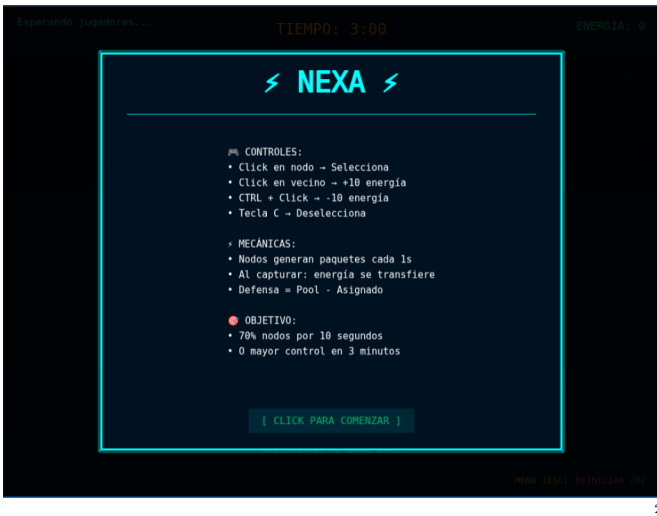 Esperando jugadores...
TIEMPO: 3:00
ENERGÍA: 0
⚡ NEXA ⚡
🎮 CONTROLES:
• Click en nodo → Selecciona
• Click en vecino → +10 energía
• CTRL + Click → -10 energía
• Tecla C → Deselecciona
⚡ MECÁNICAS:
• Nodos generan paquetes cada 1s
• Al capturar: energía se transfiere
• Defensa = Pool - Asignado
🎯 OBJETIVO:
• 70% nodos por 10 segundos
• O mayor control en 3 minutos
[ CLICK PARA COMENZAR ]
MENU (ESC) REINICIAR (R)